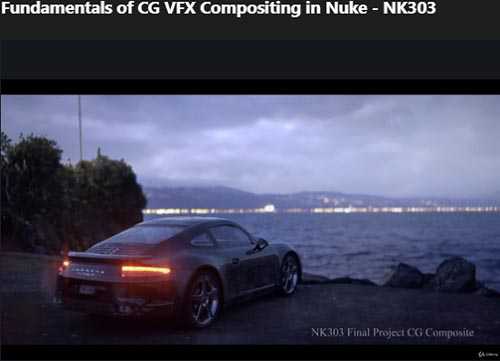 Fundamentals of CG VFX Compositing in Nuke - NK303
NK303 Final Project CG Composite